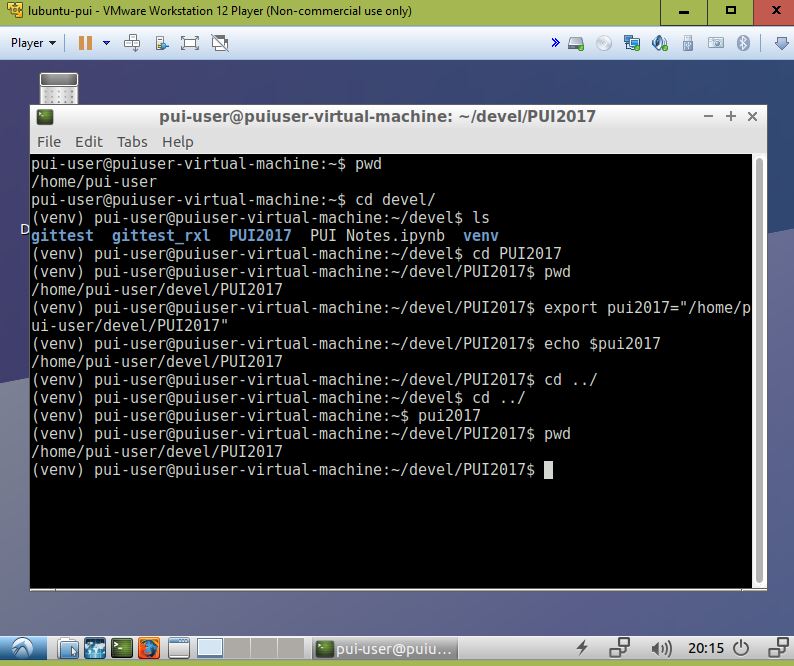 lubuntu-pui - VMware Workstation 12 Player (Non-commercial use only)
Player
pui-user@puiuser-virtual-machine: ~/devel/PUI2017
File Edit Tabs Help
pui-user@puiuser-virtual-machine:~$ pwd
/home/pui-user
pui-user@puiuser-virtual-machine:~$ cd devel/
(venv) pui-user@puiuser-virtual-machine:~/devel$ ls
gittest gittest_rxl PUI2017 PUI Notes.ipynb venv
(venv) pui-user@puiuser-virtual-machine:~/devel$ cd PUI2017
(venv) pui-user@puiuser-virtual-machine:~/devel/PUI2017$ pwd
/home/pui-user/devel/PUI2017
(venv) pui-user@puiuser-virtual-machine:~/devel/PUI2017$ export pui2017="/home/p
ui-user/devel/PUI2017"
(venv) pui-user@puiuser-virtual-machine:~/devel/PUI2017$ echo $pui2017
/home/pui-user/devel/PUI2017
(venv) pui-user@puiuser-virtual-machine:~/devel/PUI2017$ cd ../
(venv) pui-user@puiuser-virtual-machine:~/devel$ cd ../
(venv) pui-user@puiuser-virtual-machine:~$ pui2017
(venv) pui-user@puiuser-virtual-machine:~/devel/PUI2017$ pwd
/home/pui-user/devel/PUI2017
(venv) pui-user@puiuser-virtual-machine:~/devel/PUI2017$
D
pui-user@puiu...
20:15